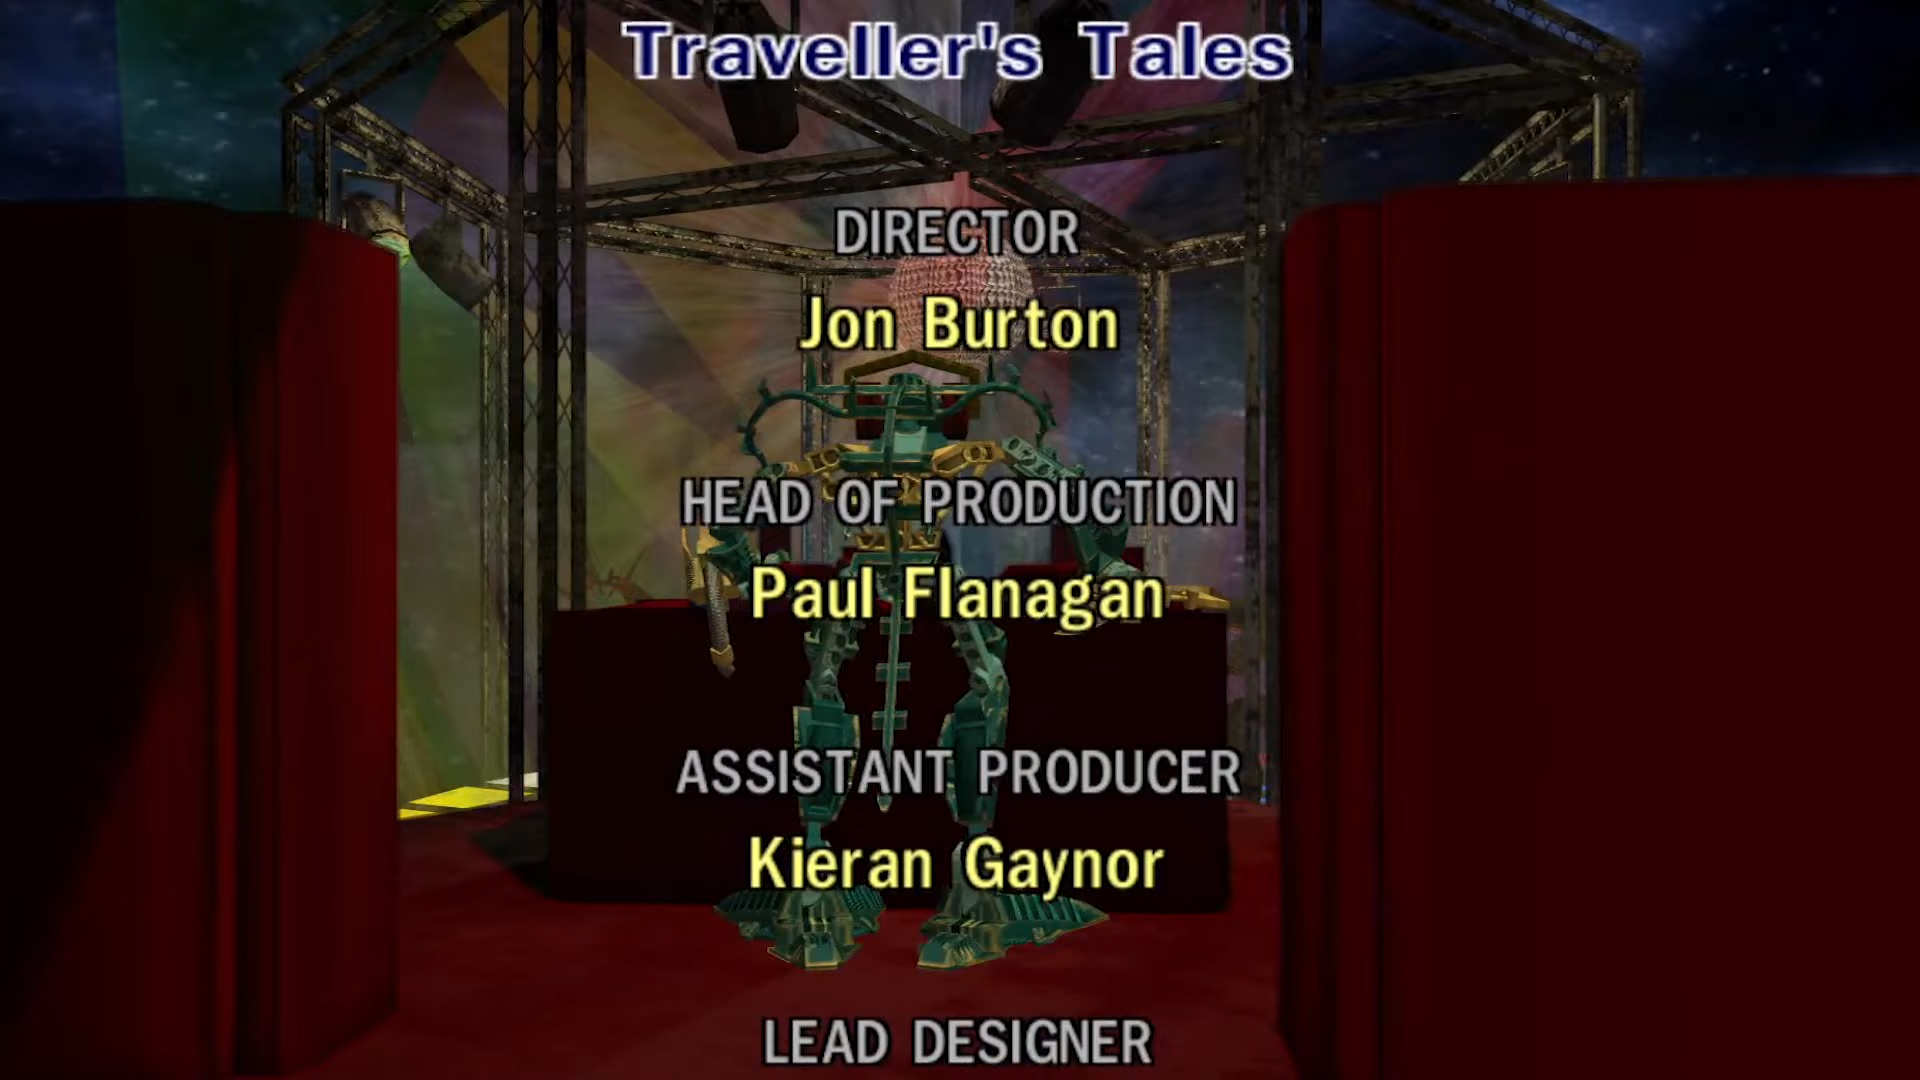 Traveller's Tales
DIRECTOR
Jon Burton
HEAD OF PRODUCTION
Paul Flanagan
ASSISTANT PRODUCER
Kieran Gaynor
LEAD DESIGNER